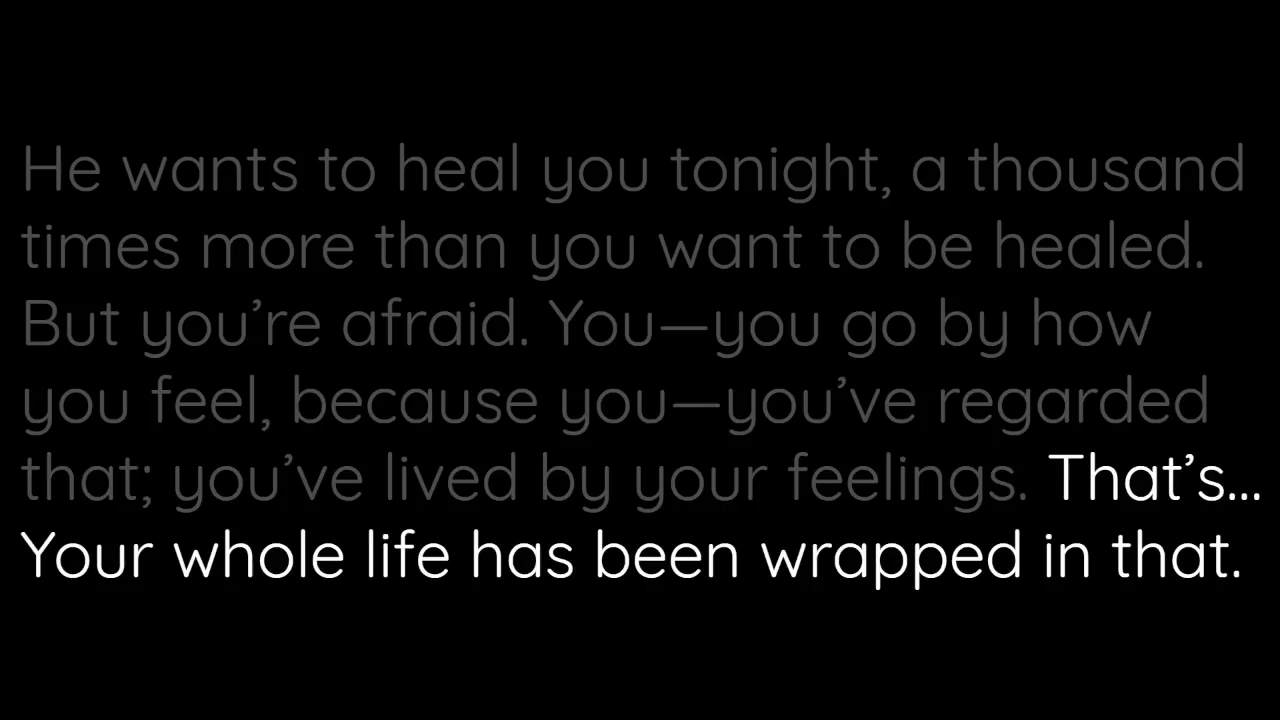 He wants to heal you tonight, a thousand
times more than you want to be healed.
But you’re afraid. You—you go by how
you feel, because you—you’ve regarded
that; you’ve lived by your feelings. That’s...
Your whole life has been wrapped in that.